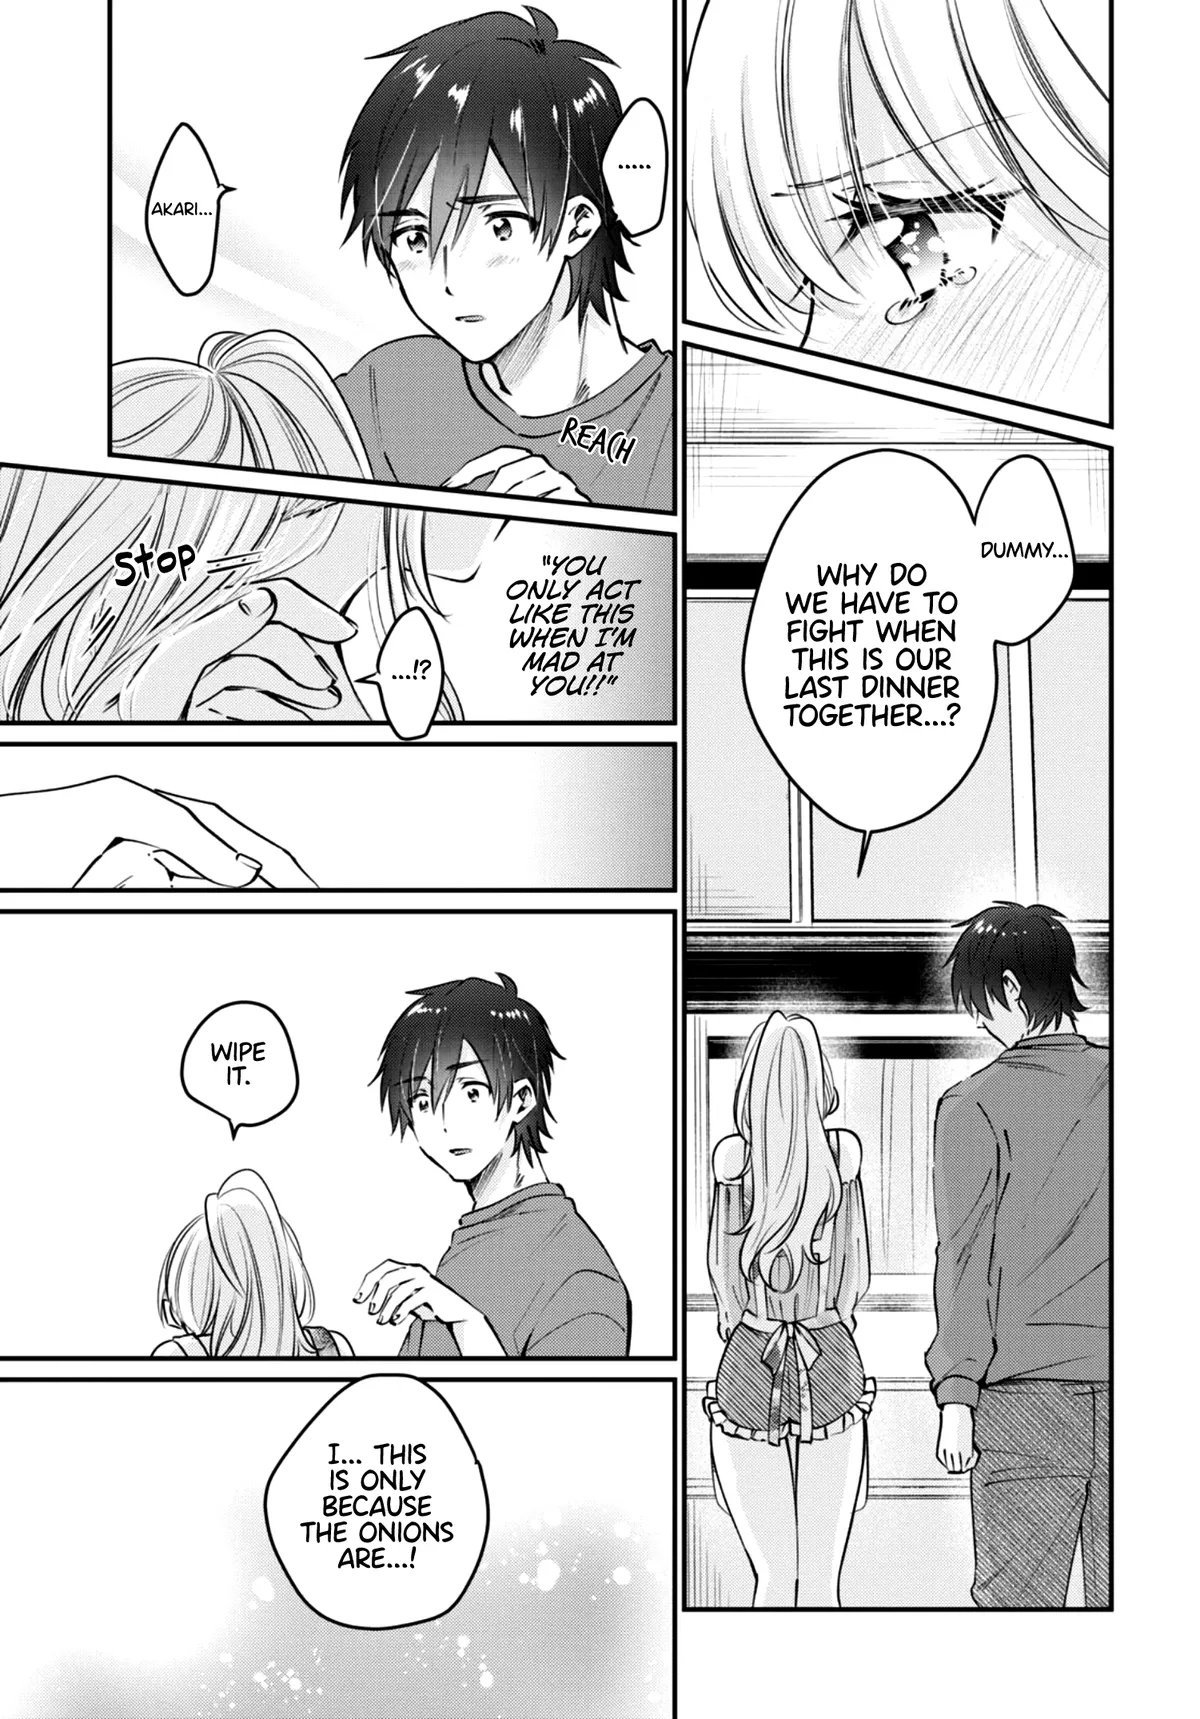 DUMMY...
WHY DO
WE HAVE TO
FIGHT WHEN
THIS IS OUR
LAST DINNER
TOGETHER...?
......
AKARI...
REACH
"YOU
ONLY ACT
LIKE THIS
WHEN I'M
MAD AT
YOU!!"
...!?
Stop
WIPE
IT.
I... THIS
IS ONLY
BECAUSE
THE ONIONS
ARE...!